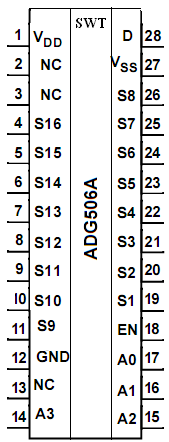 SWT
1 VDD D 28
2 NC VSS 27
3 NC S8 26
4 S16 S7 25
5 S15 S6 24
6 S14 S5 23
7 S13 S4 22
8 S12 S3 21
9 S11 S2 20
10 S10 S1 19
11 S9 EN 18
12 GND A0 17
13 NC A1 16
14 A3 A2 15
ADG506A